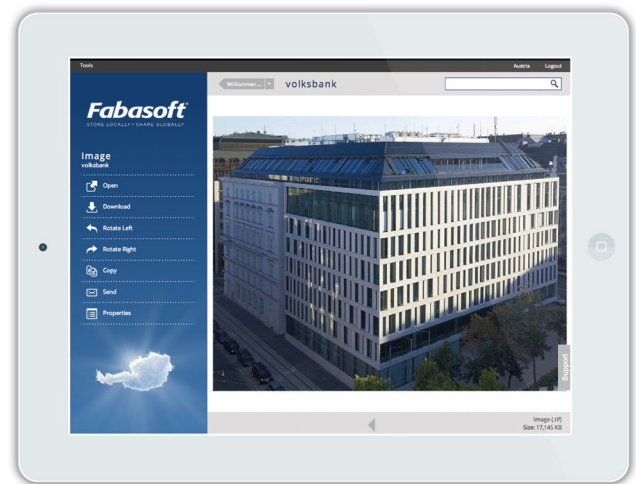 Tools
Austria
Logout
Willkommen ...
volksbank
Fabasoft
STORE LOCALLY • SHARE GLOBALLY
Image
volksbank
Open
Download
Rotate Left
Rotate Right
Copy
Send
Properties
Support
Image (.tif)
Size: 17,145 KB